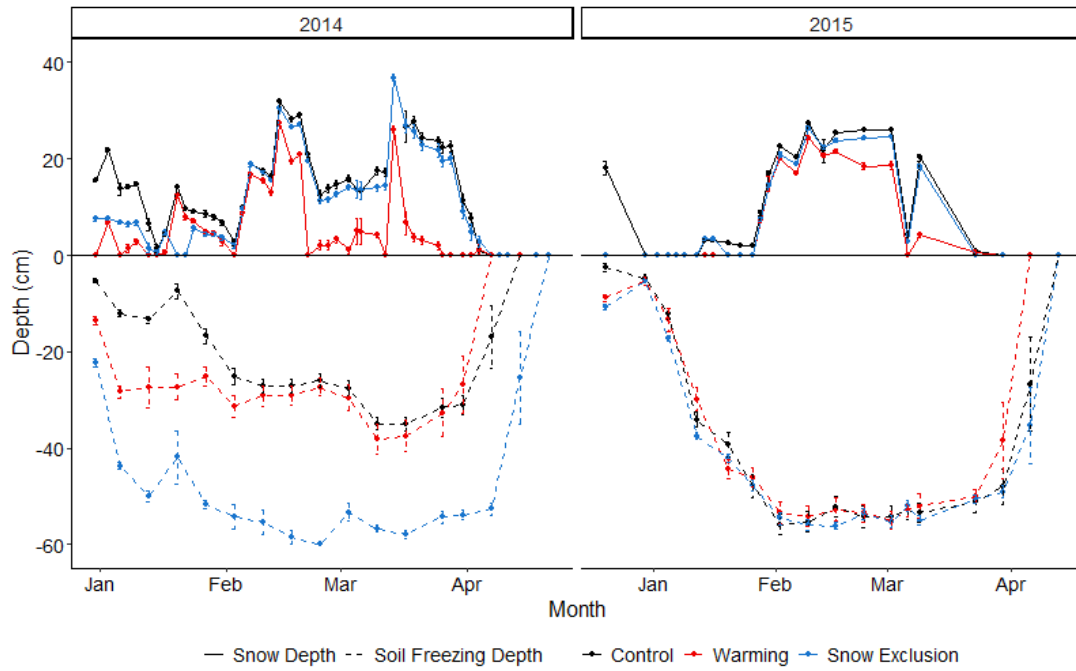 2014 2015
40
20
0
-20
-40
-60
Depth (cm)
Jan Feb Mar Apr Jan Feb Mar Apr
Month
Snow Depth Soil Freezing Depth Control Warming Snow Exclusion